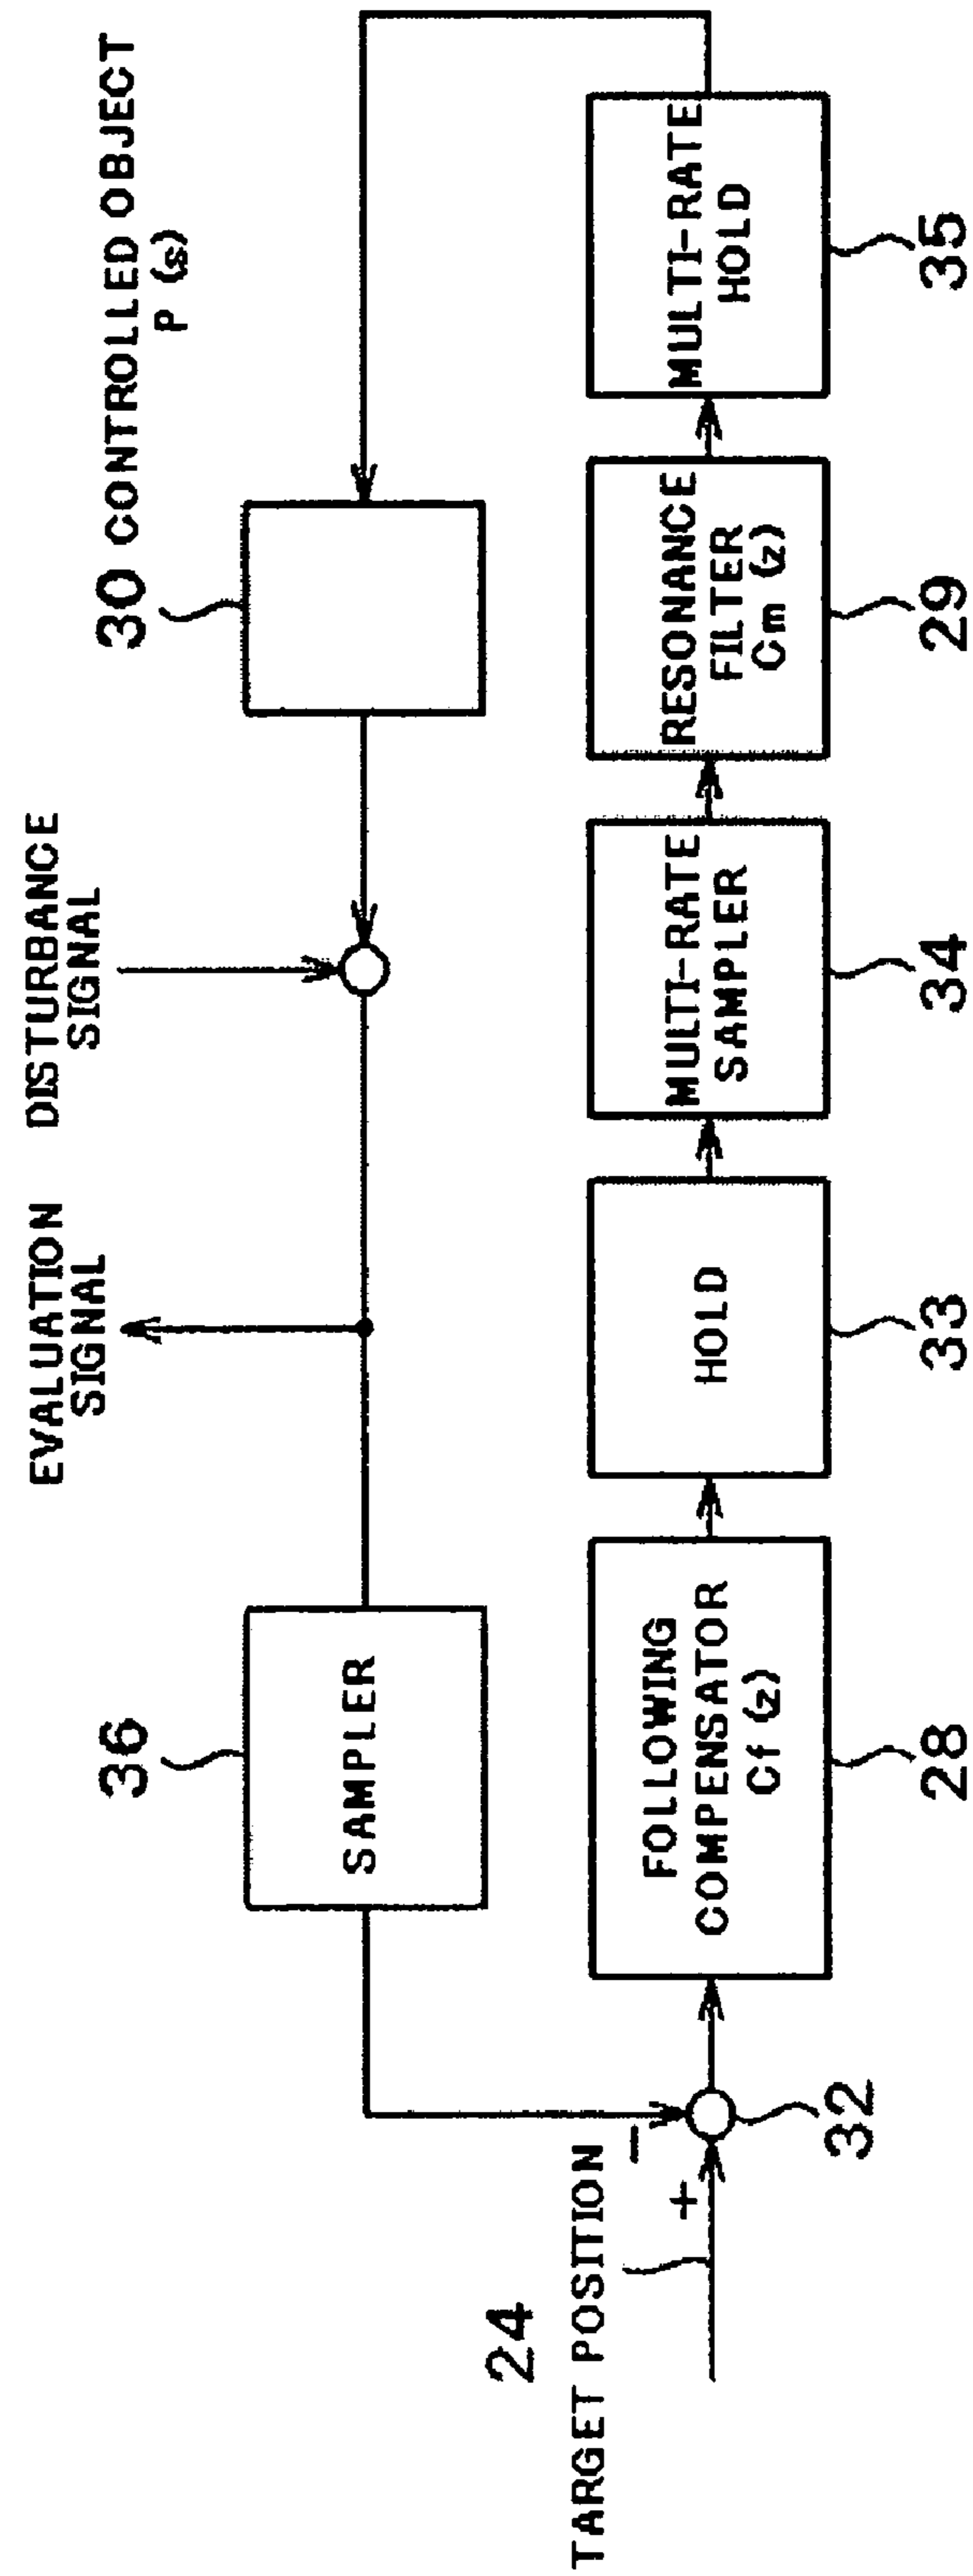 EVALUATION
SIGNAL
DISTURBANCE
SIGNAL
30 CONTROLLED OBJECT
P (s)
36
SAMPLER
24
TARGET POSITION
+
−
32
FOLLOWING
COMPENSATOR
Cf (z)
28
HOLD
33
MULTI-RATE
SAMPLER
34
RESONANCE
FILTER
Cm (z)
29
MULTI-RATE
HOLD
35